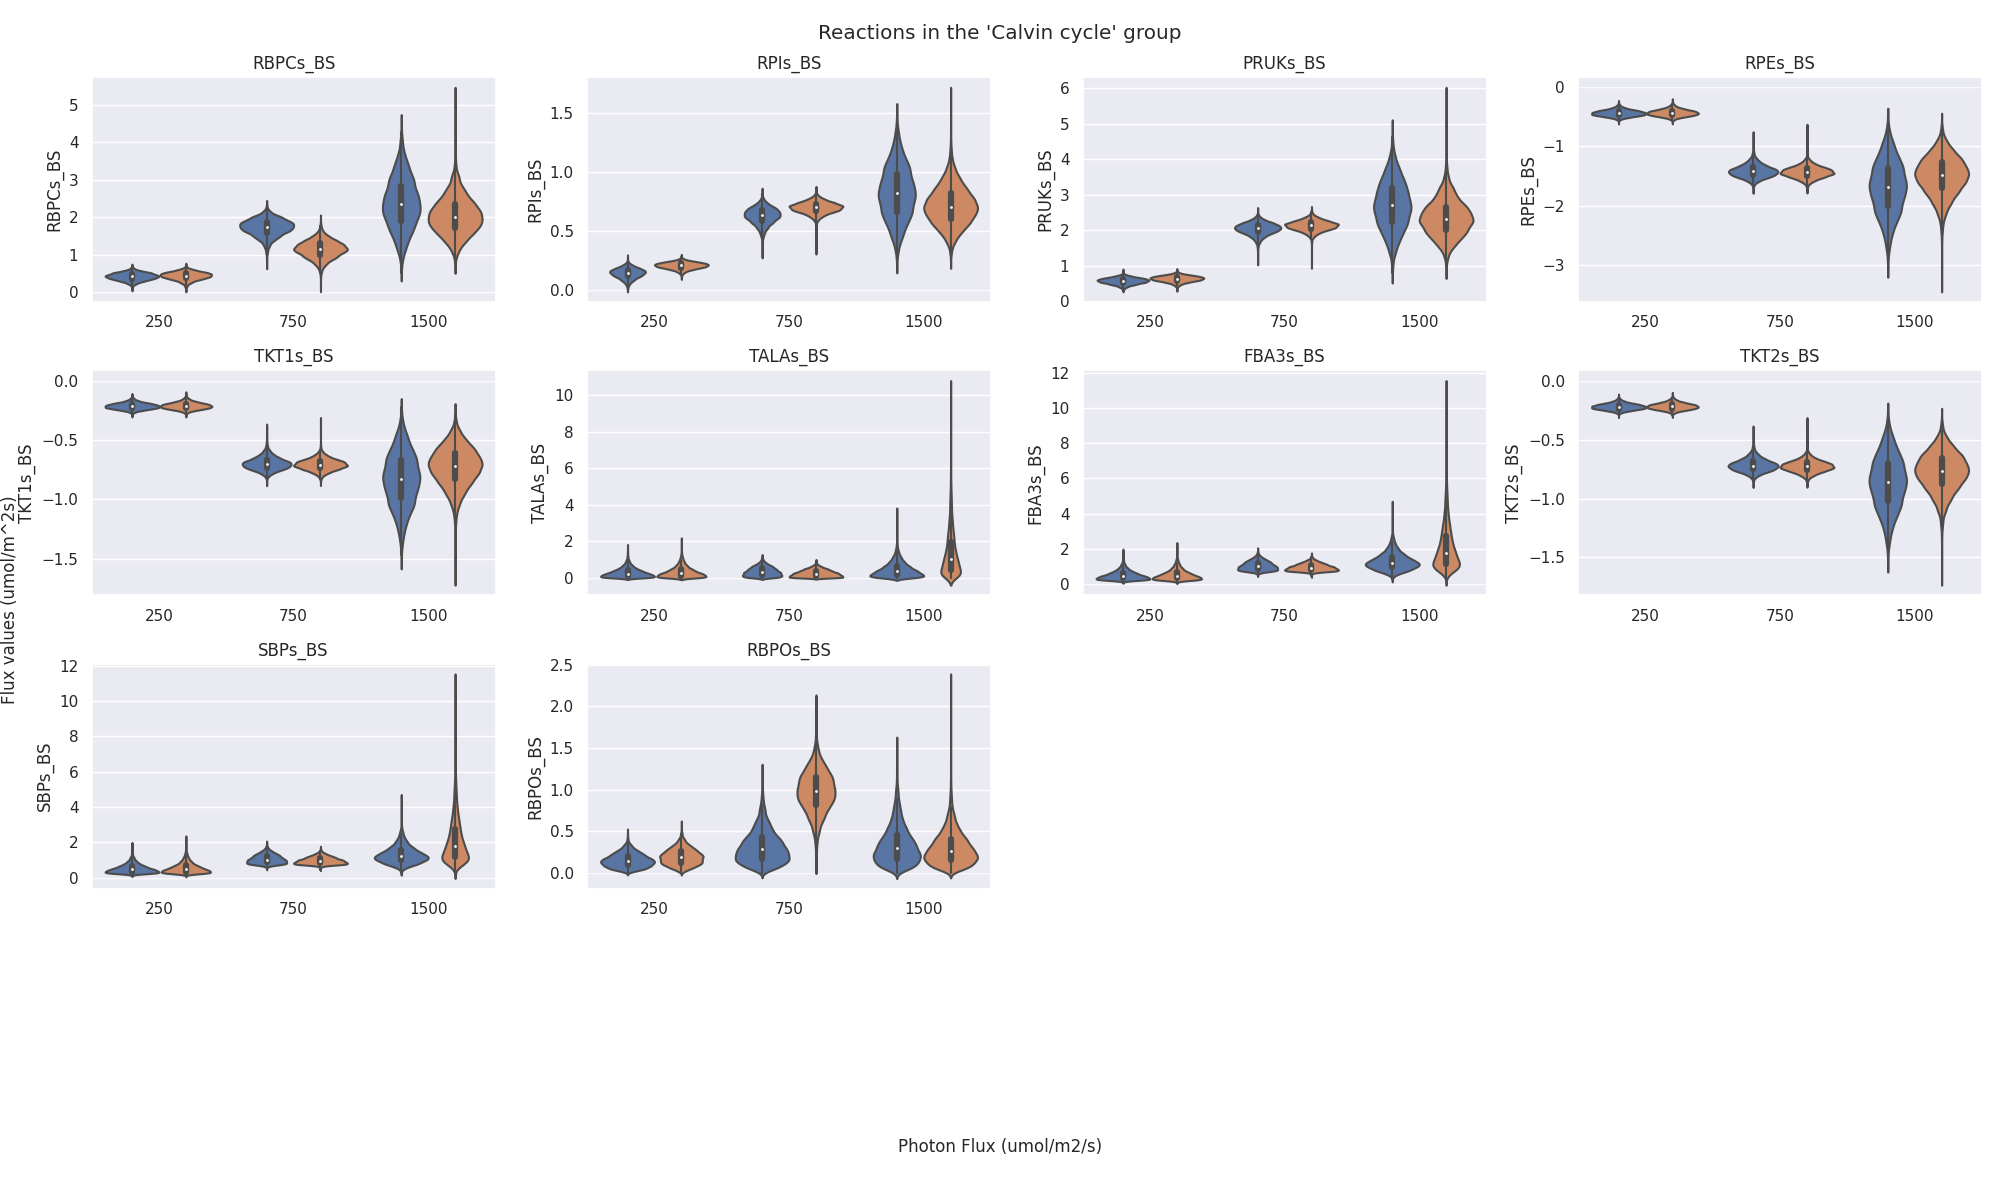 Reactions in the 'Calvin cycle' group
RBPCs_BS
RPIs_BS
PRUKs_BS
RPEs_BS
RBPCs_BS
5
4
3
2
1
0
250 750 1500
RPIs_BS
1.5
1.0
0.5
0.0
250 750 1500
PRUKs_BS
6
5
4
3
2
1
0
250 750 1500
RPEs_BS
0
−1
−2
−3
250 750 1500
TKT1s_BS
TALAs_BS
FBA3s_BS
TKT2s_BS
TKT1s_BS
0.0
−0.5
−1.0
−1.5
250 750 1500
TALAs_BS
10
8
6
4
2
0
250 750 1500
FBA3s_BS
12
10
8
6
4
2
0
250 750 1500
TKT2s_BS
0.0
−0.5
−1.0
−1.5
250 750 1500
Flux values (umol/m^2s)
SBPs_BS
RBPOs_BS
SBPs_BS
12
10
8
6
4
2
0
250 750 1500
RBPOs_BS
2.5
2.0
1.5
1.0
0.5
0.0
250 750 1500
Photon Flux (umol/m2/s)